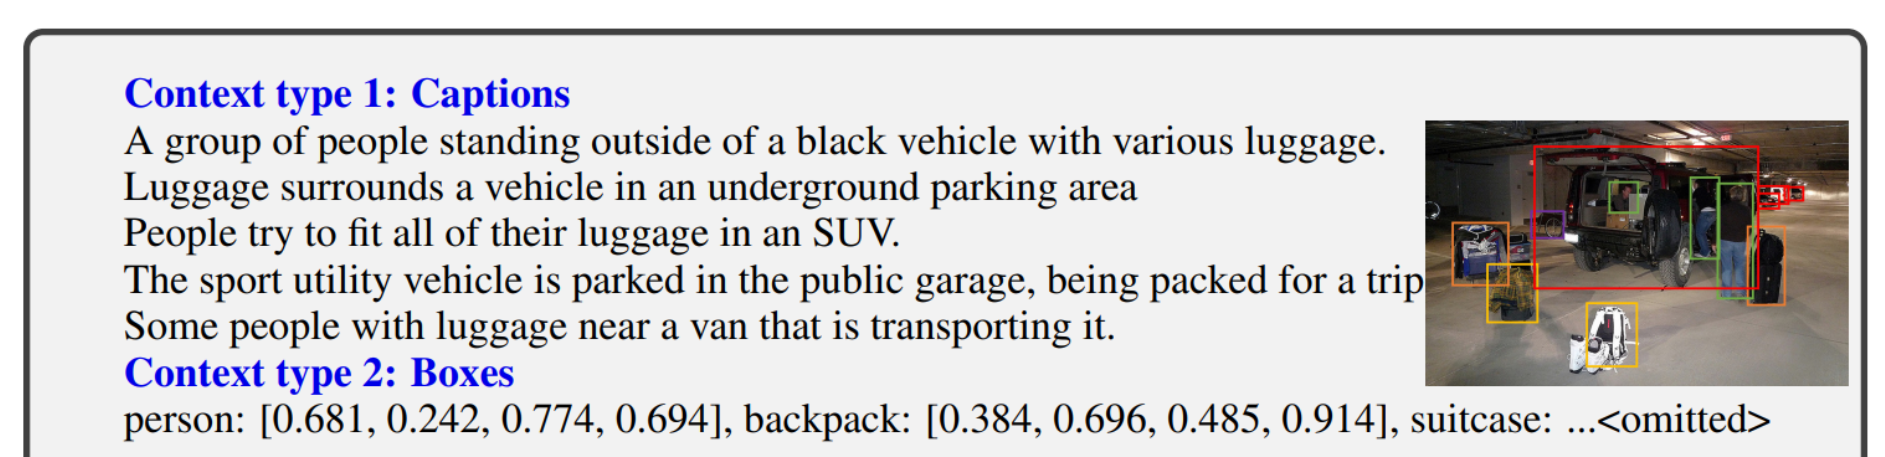 Context type 1: Captions
A group of people standing outside of a black vehicle with various luggage.
Luggage surrounds a vehicle in an underground parking area
People try to fit all of their luggage in an SUV.
The sport utility vehicle is parked in the public garage, being packed for a trip
Some people with luggage near a van that is transporting it.
Context type 2: Boxes
person: [0.681, 0.242, 0.774, 0.694], backpack: [0.384, 0.696, 0.485, 0.914], suitcase: ...<omitted>